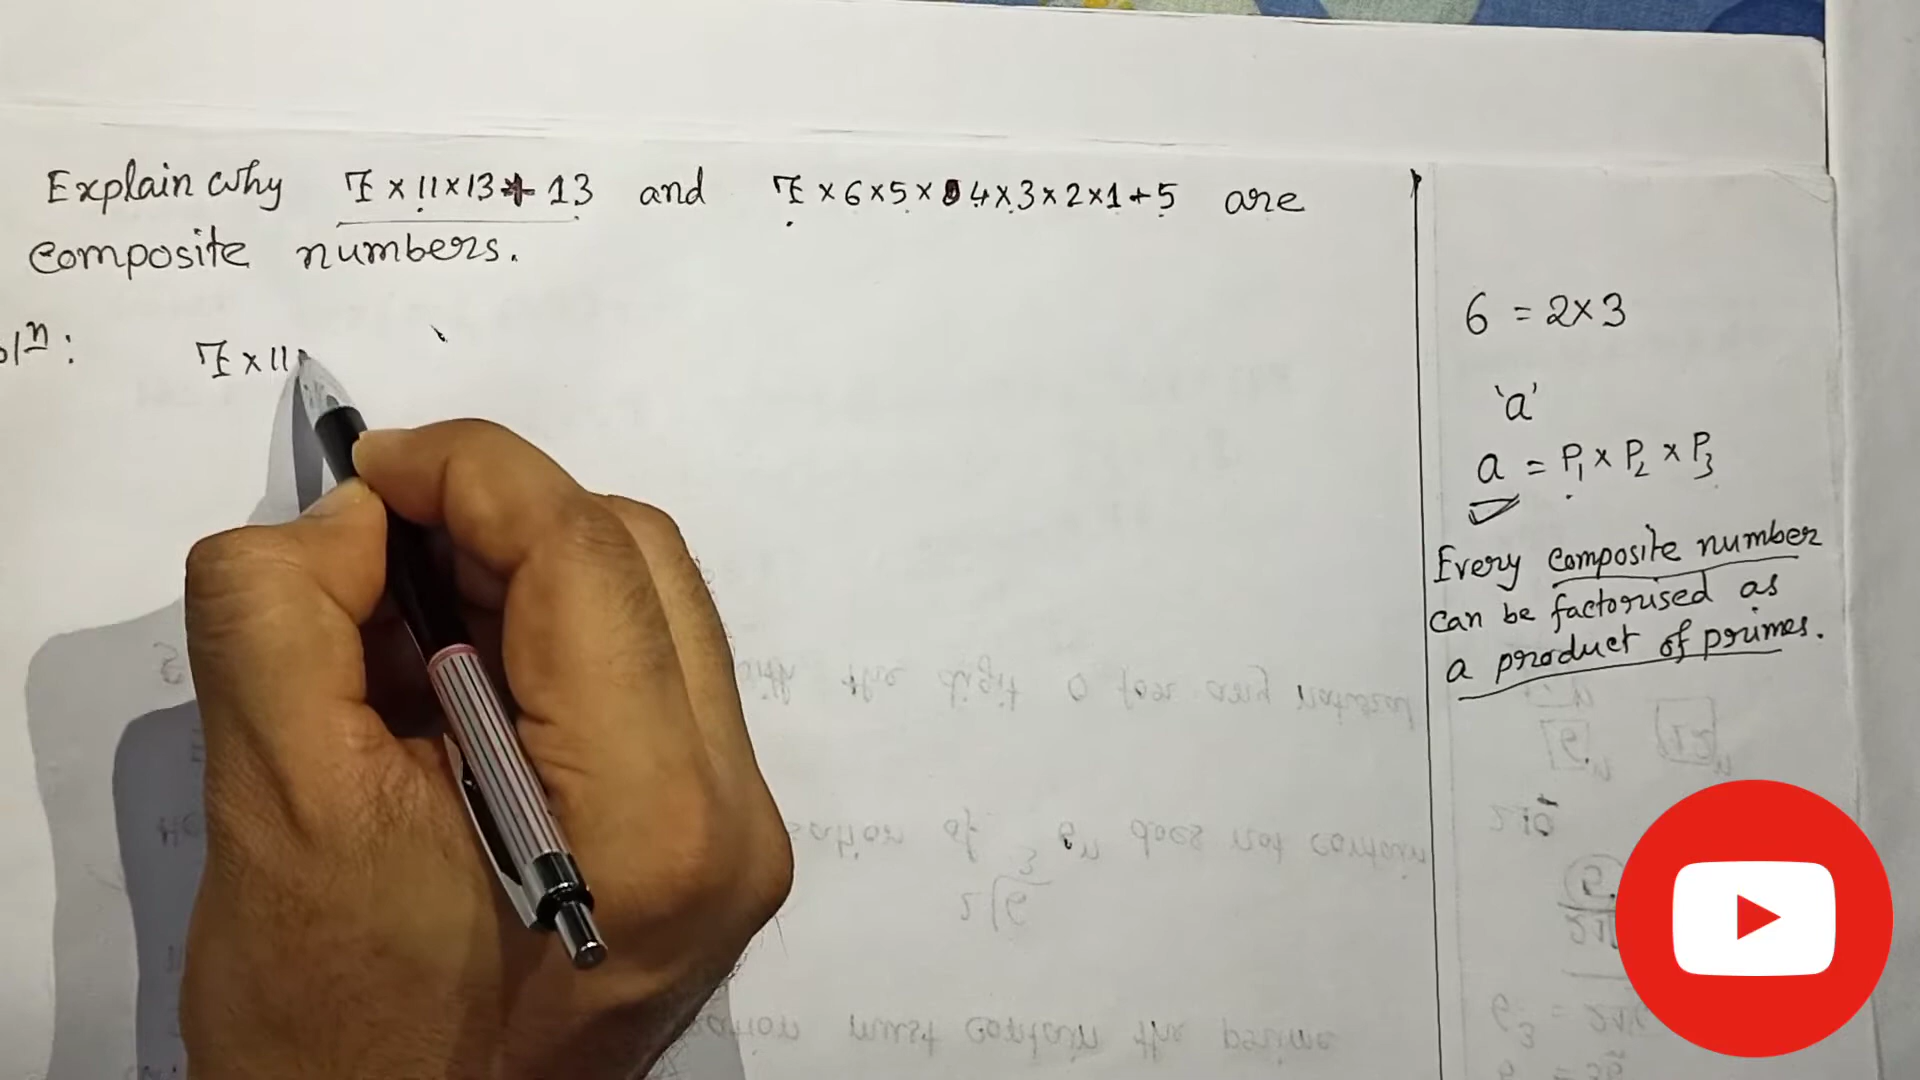 Explain why 7 × 11 × 13 + 13 and 7 × 6 × 5 × 4 × 3 × 2 × 1 + 5 are
composite numbers.
olⁿ: 7 × 11
6 = 2 × 3
'a'
a = P₁ × P₂ × P₃
Every composite number
can be factorised as
a product of primes.